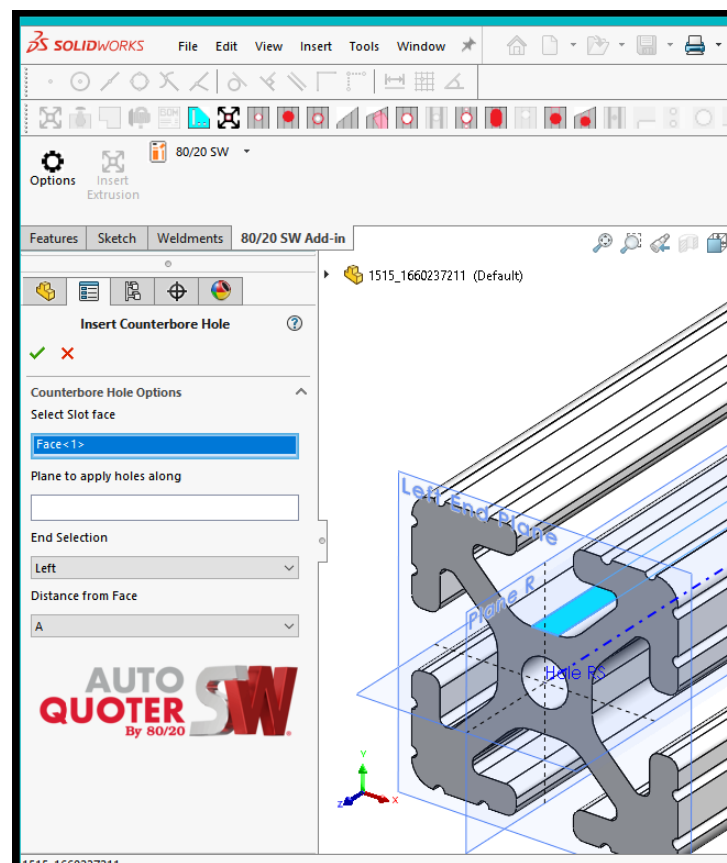 SOLIDWORKS File Edit View Insert Tools Window
80/20 SW
Options Insert
Extrusion
Features Sketch Weldments 80/20 SW Add-in
1515_1660237211 (Default)
Insert Counterbore Hole
Counterbore Hole Options
Select Slot face
Face<1>
Plane to apply holes along
End Selection
Left
Distance from Face
A
AUTO
QUOTER SW
By 80/20
Left End Plane
Plane R
Hole RS
Y
Z X
1515_1660237211